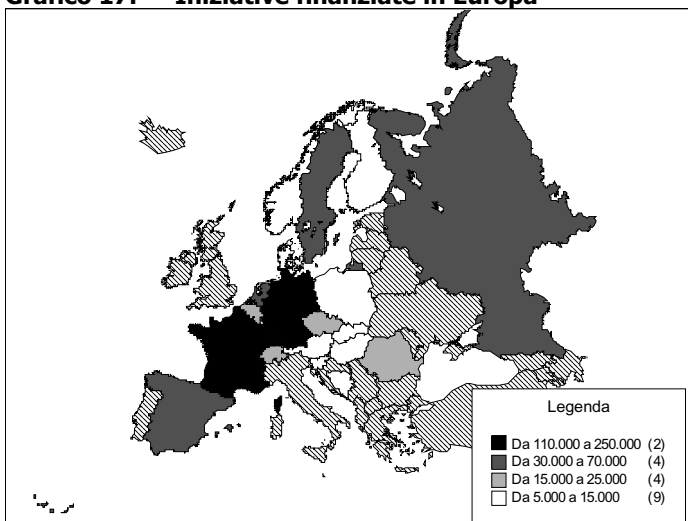 Grafico 17. Iniziative finanziate in Europa
Legenda
Da 110.000 a 250.000 (2)
Da 30.000 a 70.000 (4)
Da 15.000 a 25.000 (4)
Da 5.000 a 15.000 (9)